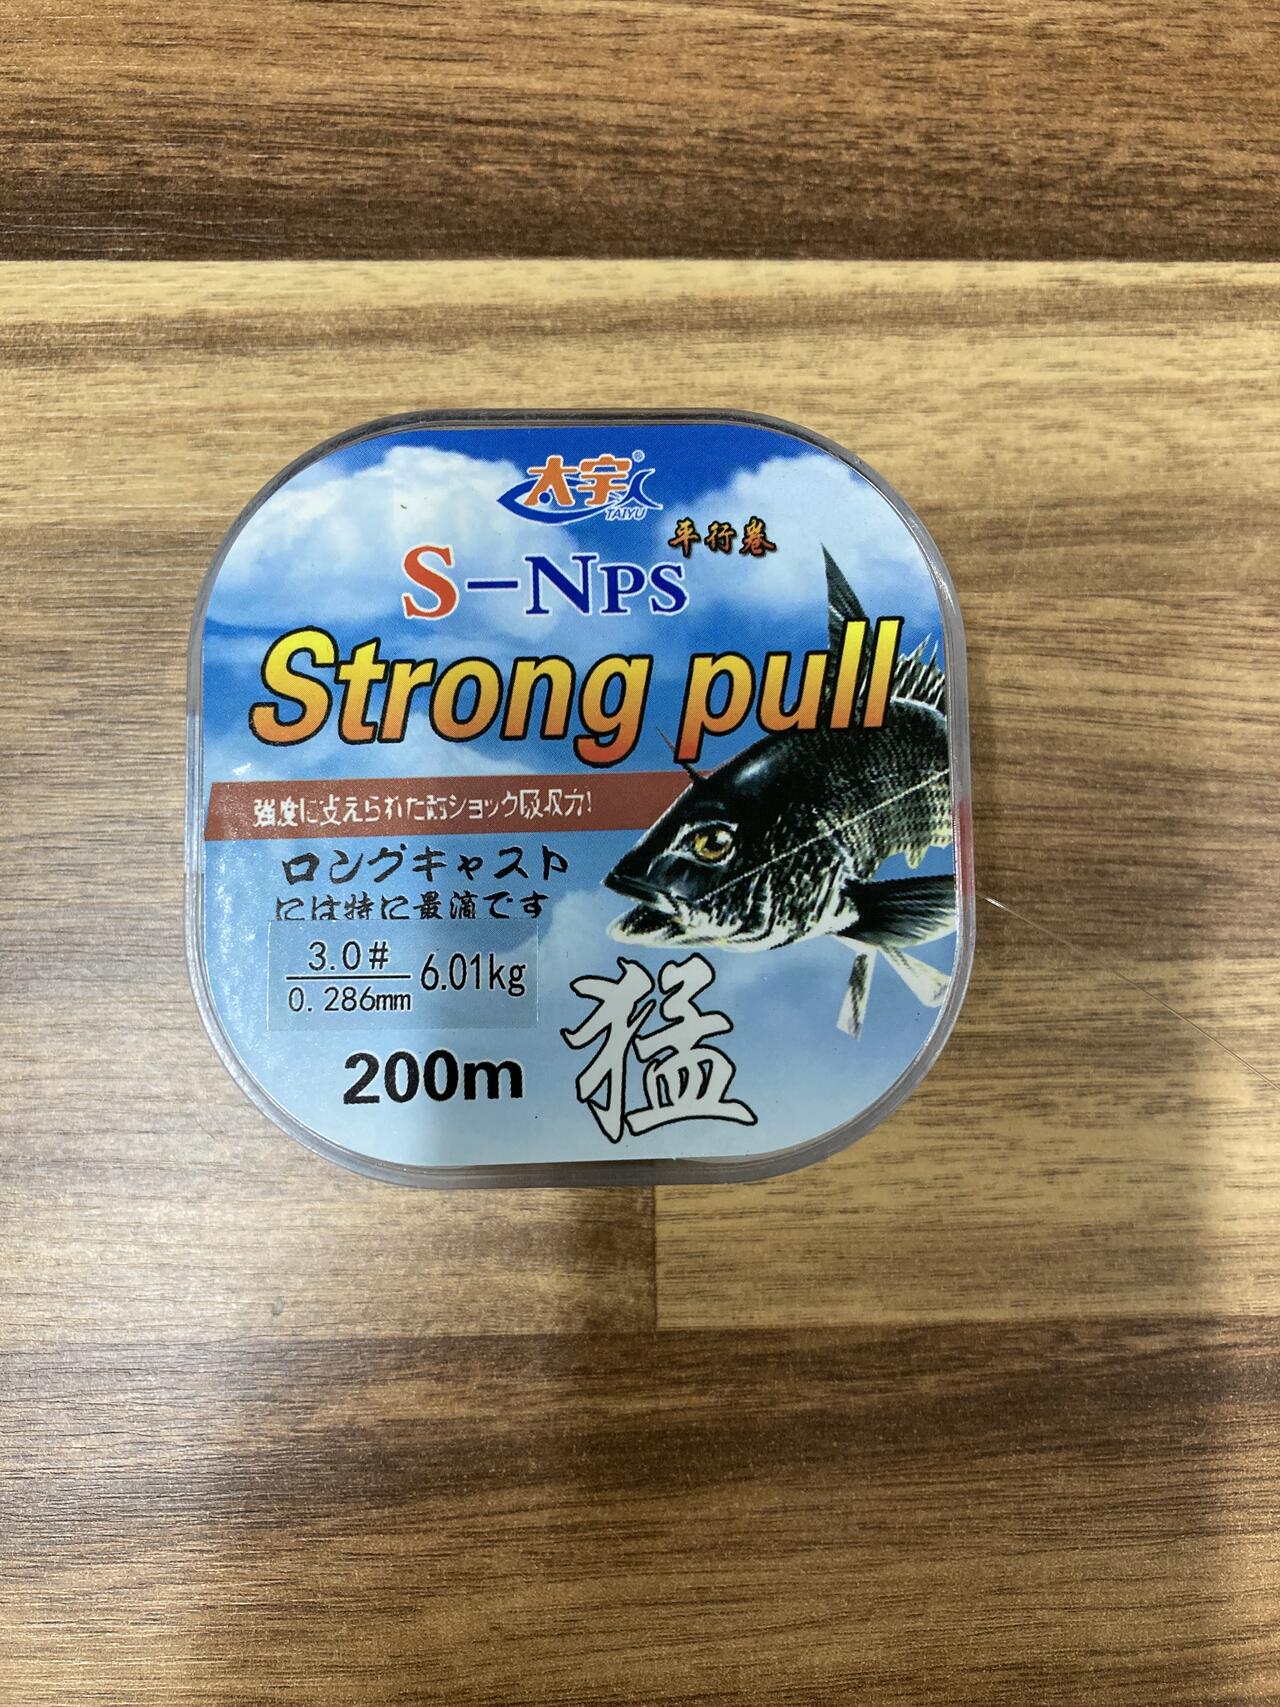 太宇®
TAIYU
平行卷
S-NPS
Strong pull
強度に支えられた耐ショック吸収力!
ロングキャスト
には特に最滴です
3.0#
0.286mm
6.01kg
200m
猛